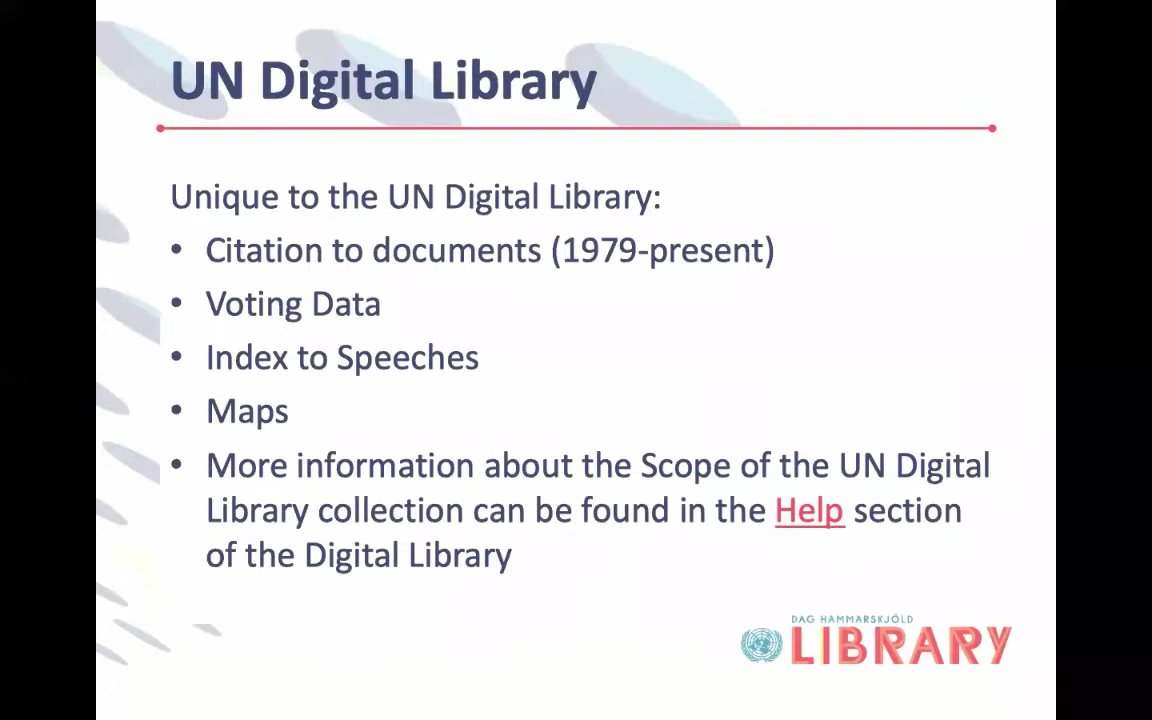 UN Digital Library
Unique to the UN Digital Library:
• Citation to documents (1979-present)
• Voting Data
• Index to Speeches
• Maps
• More information about the Scope of the UN Digital
Library collection can be found in the Help section
of the Digital Library
DAG HAMMARSKJÖLD
LIBRARY